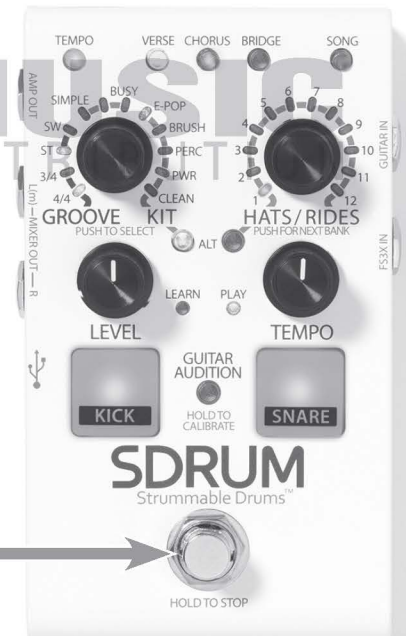 TEMPO VERSE CHORUS BRIDGE SONG
MUSIC
AMP OUT
SIMPLE BUSY E-POP
SW BRUSH
ST PERC
3/4 PWR
4/4 CLEAN
GROOVE KIT
PUSH TO SELECT
1 2 3 4 5 6 7 8 9 10 11 12
HATS / RIDES
PUSH FOR NEXT BANK
GUITAR IN
L(m)—MIXER OUT—R
ALT
FS3X IN
LEARN PLAY
LEVEL TEMPO
GUITAR
AUDITION
KICK SNARE
HOLD TO
CALIBRATE
SDRUM
Strummable Drums™
HOLD TO STOP